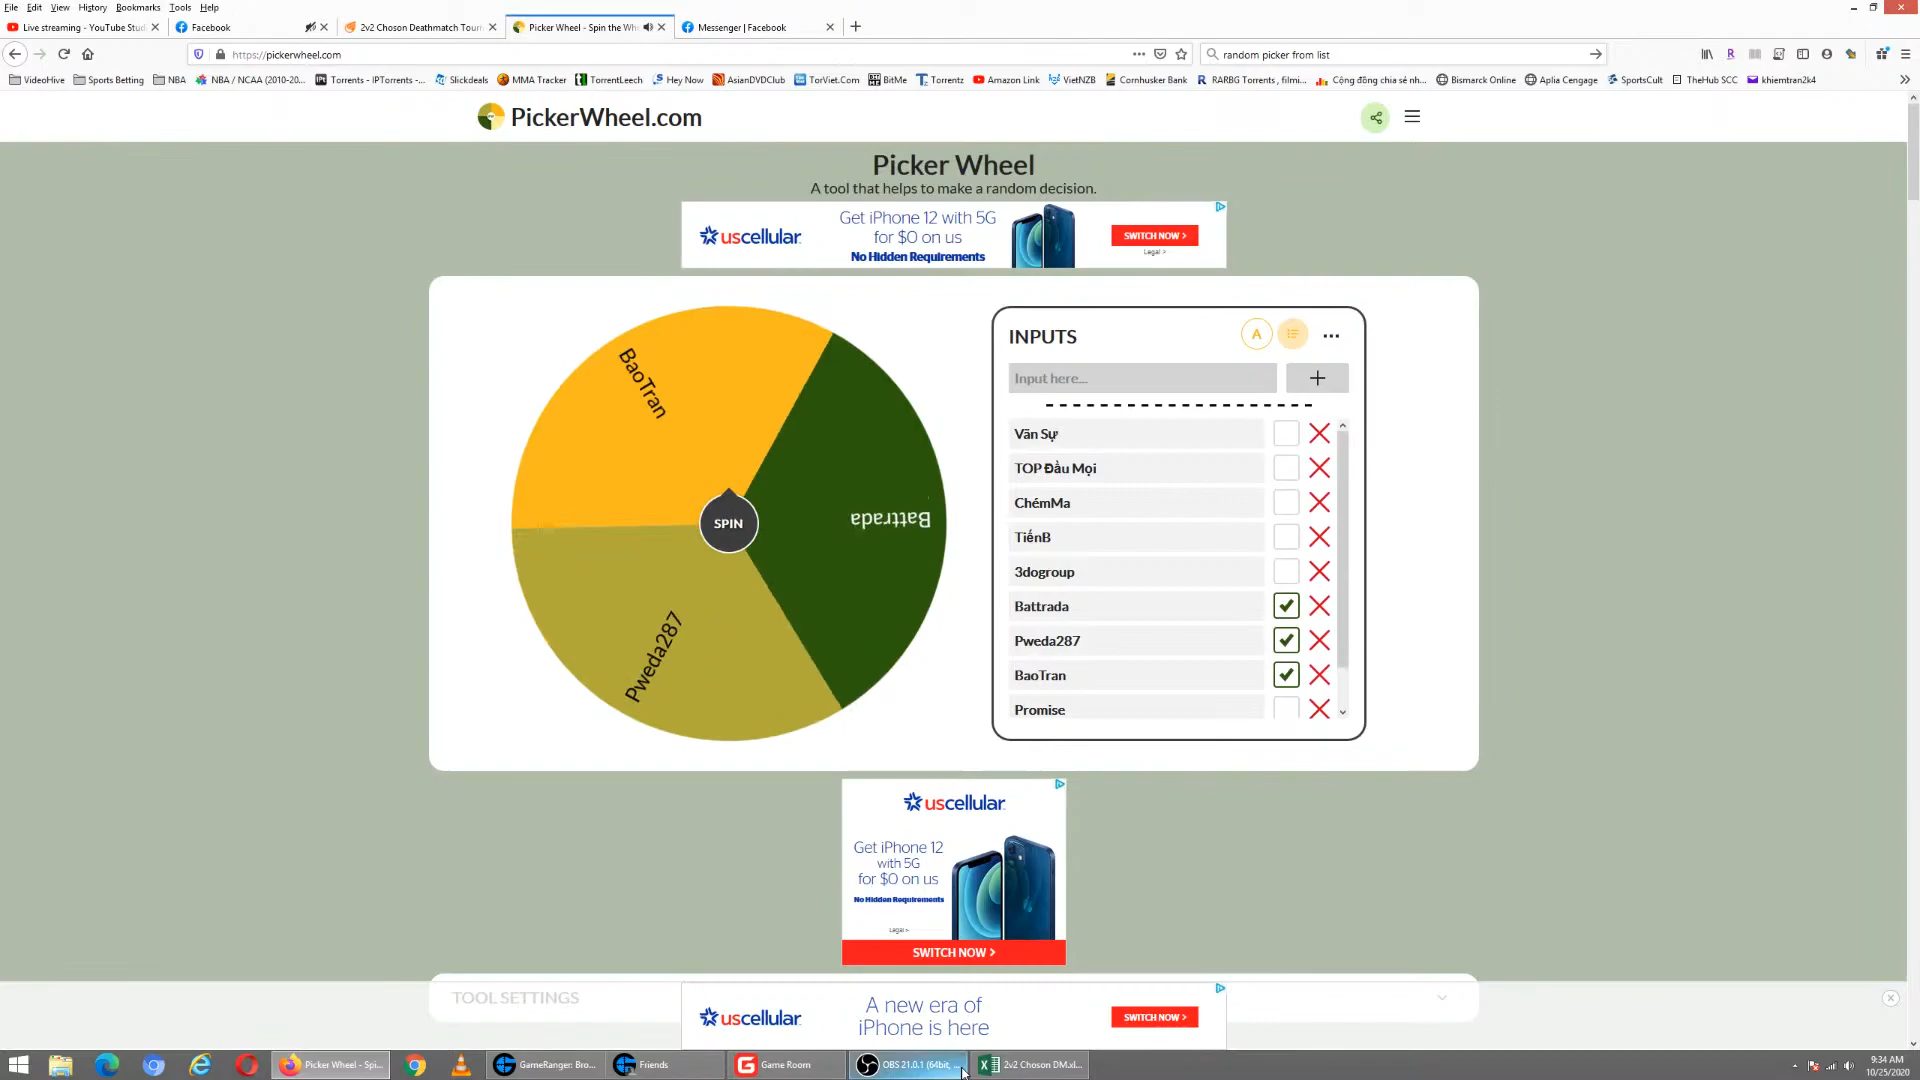 File Edit View History Bookmarks Tools Help
Live streaming - YouTube Stud
Facebook
2v2 Choson Deathmatch Tourn
Picker Wheel - Spin the Whe
Messenger | Facebook
https://pickerwheel.com
random picker from list
VideoHive
Sports Betting
NBA
NBA / NCAA (2010-20...
Torrents - IPTorrents -...
Slickdeals
MMA Tracker
TorrentLeech
Hey Now
AsianDVDClub
TorViet.Com
BitMe
Torrentz
Amazon Link
VietNZB
Cornhusker Bank
RARBG Torrents , filmi...
Cộng đồng chia sẻ nh...
Bismarck Online
Aplia Cengage
SportsCult
TheHub SCC
khiemtran2k4
PickerWheel.com
Picker Wheel
A tool that helps to make a random decision.
uscellular
Get iPhone 12 with 5G
for $0 on us
No Hidden Requirements
SWITCH NOW >
Legal >
BaoTran
Battrada
Pweda287
SPIN
INPUTS
A
Input here...
Văn Sự
TOP Đầu Mọi
ChémMa
TiếnB
3dogroup
Battrada
Pweda287
BaoTran
Promise
uscellular
Get iPhone 12
with 5G
for $0 on us
No Hidden Requirements
Legal >
SWITCH NOW >
TOOL SETTINGS
uscellular
A new era of
iPhone is here
SWITCH NOW >
Picker Wheel - Spi...
GameRanger: Bro...
Friends
Game Room
OBS 21.0.1 (64bit, ...
2v2 Choson DM.xl...
9:34 AM
10/25/2020